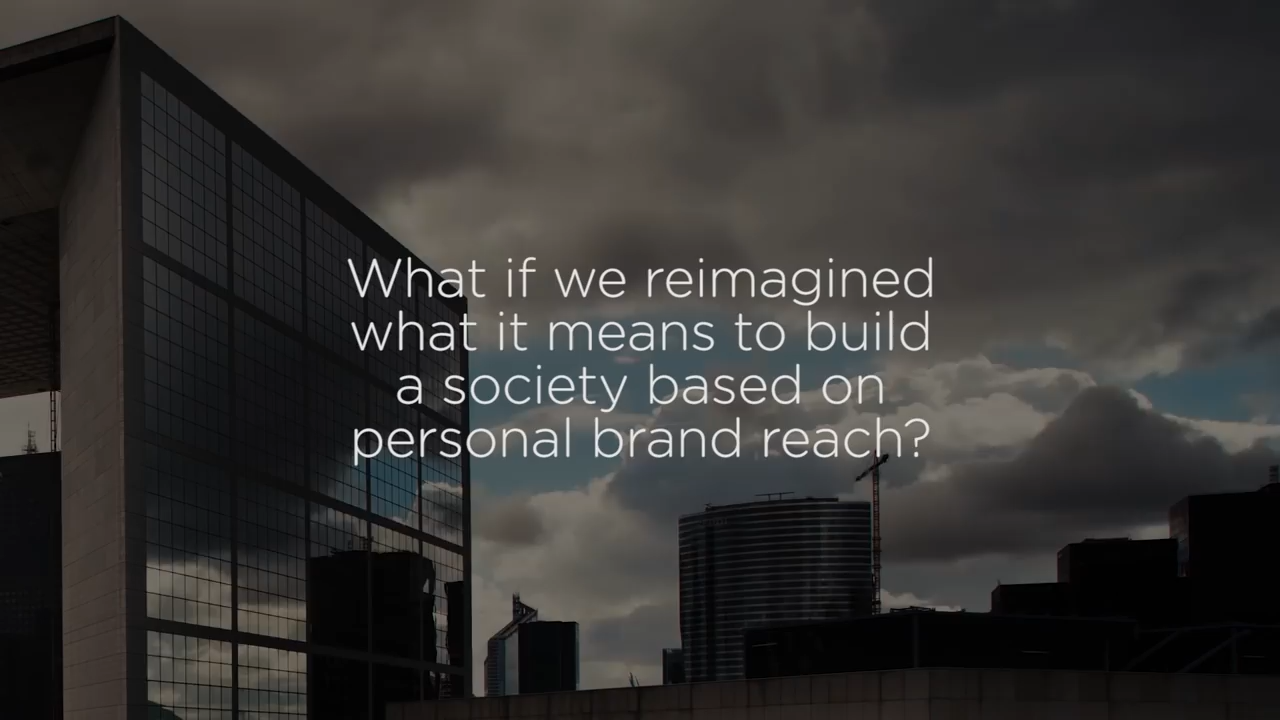 What if we reimagined
what it means to build
a society based on
personal brand reach?